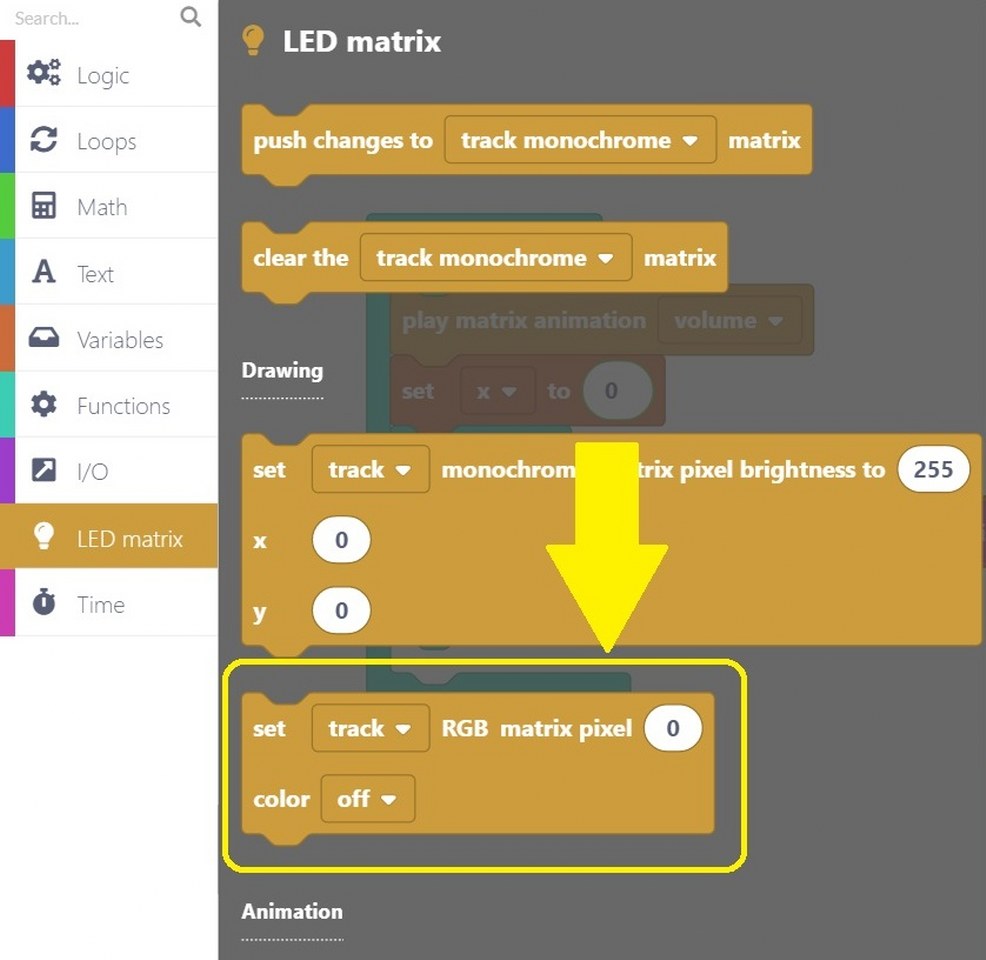 Search...
Logic
Loops
Math
Text
Variables
Functions
I/O
LED matrix
Time
LED matrix
push changes to track monochrome matrix
clear the track monochrome matrix
play matrix animation volume
set x to 0
Drawing
set track monochrom trix pixel brightness to 255
x 0
y 0
set track RGB matrix pixel 0
color off
Animation